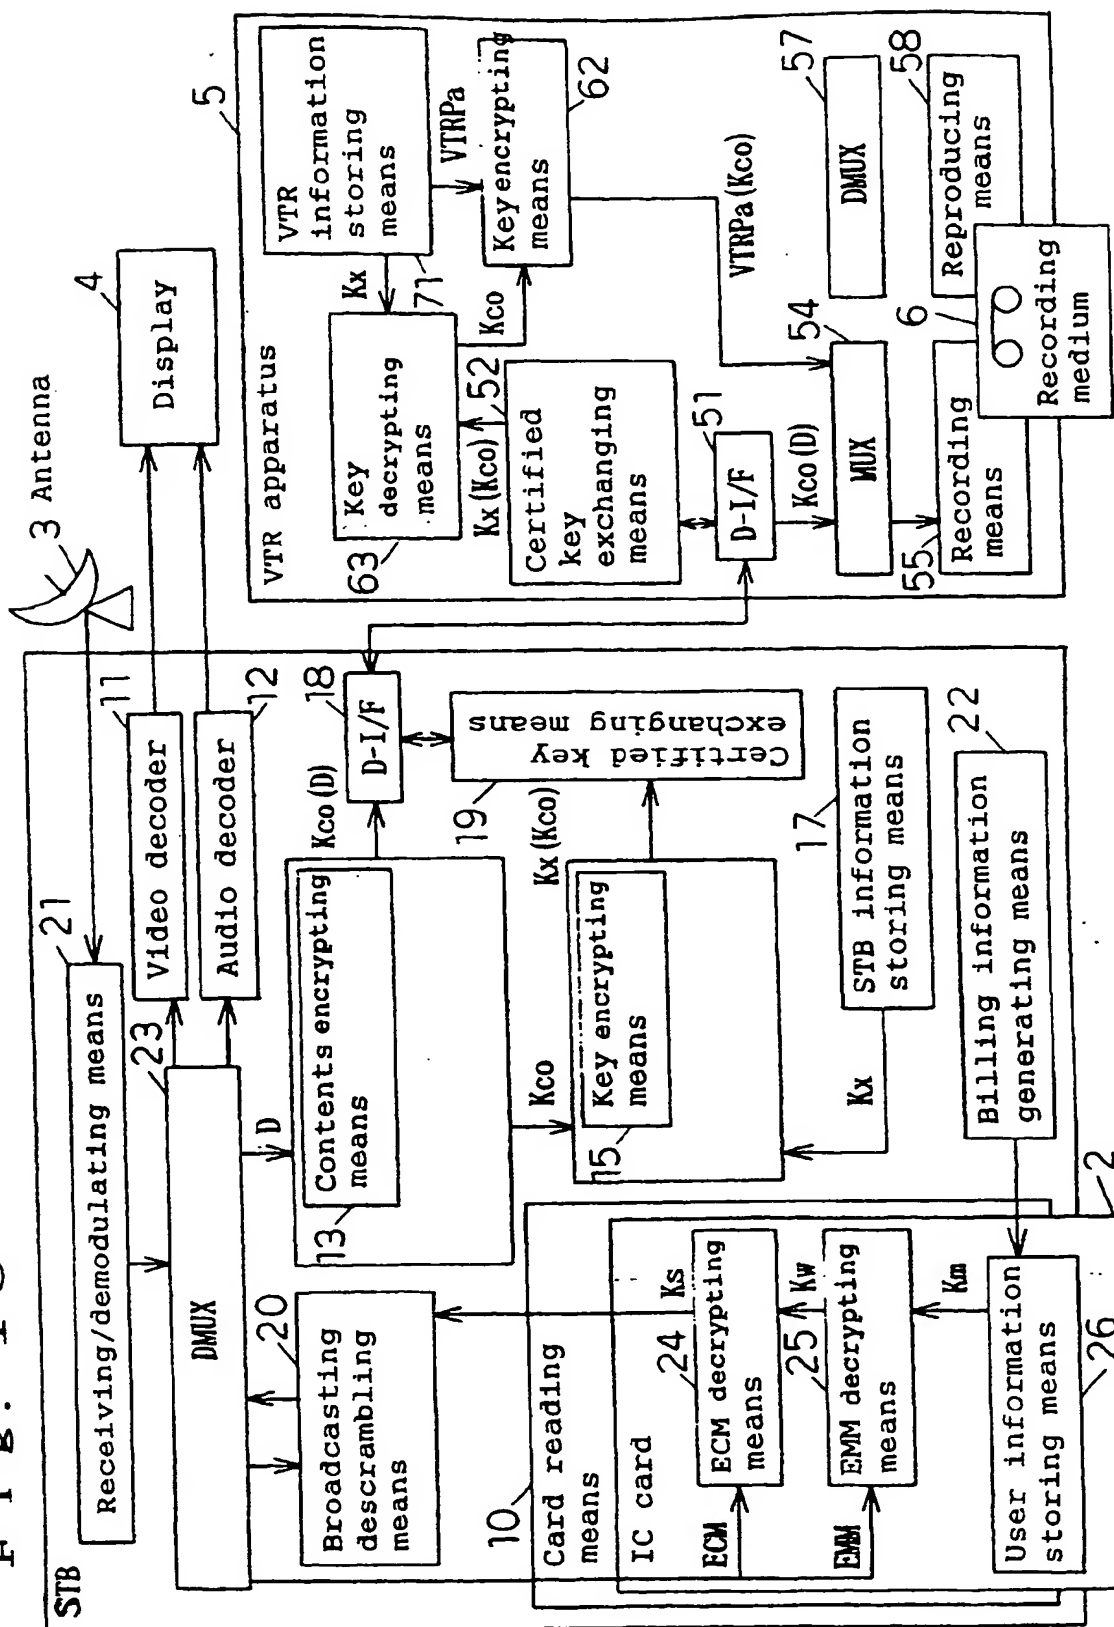 STB
Receiving/demodulating means
21
3 Antenna
DMUX
23
Video decoder
11
Audio decoder
12
Display
4
D
Contents encrypting
means
13
Kco(D)
D-I/F
18
Kco
Key encrypting
means
15
Kx(Kco)
Certified key
exchanging means
19
Kx
STB information
storing means
17
Billing information
generating means
22
Broadcasting
descrambling
means
20
Card reading
means
10
IC card
2
Ks
ECM
ECM decrypting
means
24
Kw
EMM
EMM decrypting
means
25
Km
User information
storing means
26
VTR apparatus
5
VTR
information
storing
means
71
Kx
VTRPa
Key
decrypting
means
63
Kco
Key encrypting
means
62
Kx(Kco)
Certified
key
exchanging
means
52
D-I/F
51
Kco(D)
VTRPa(Kco)
MUX
54
DMUX
57
Recording
means
55
Reproducing
means
58
6
Recording
medium